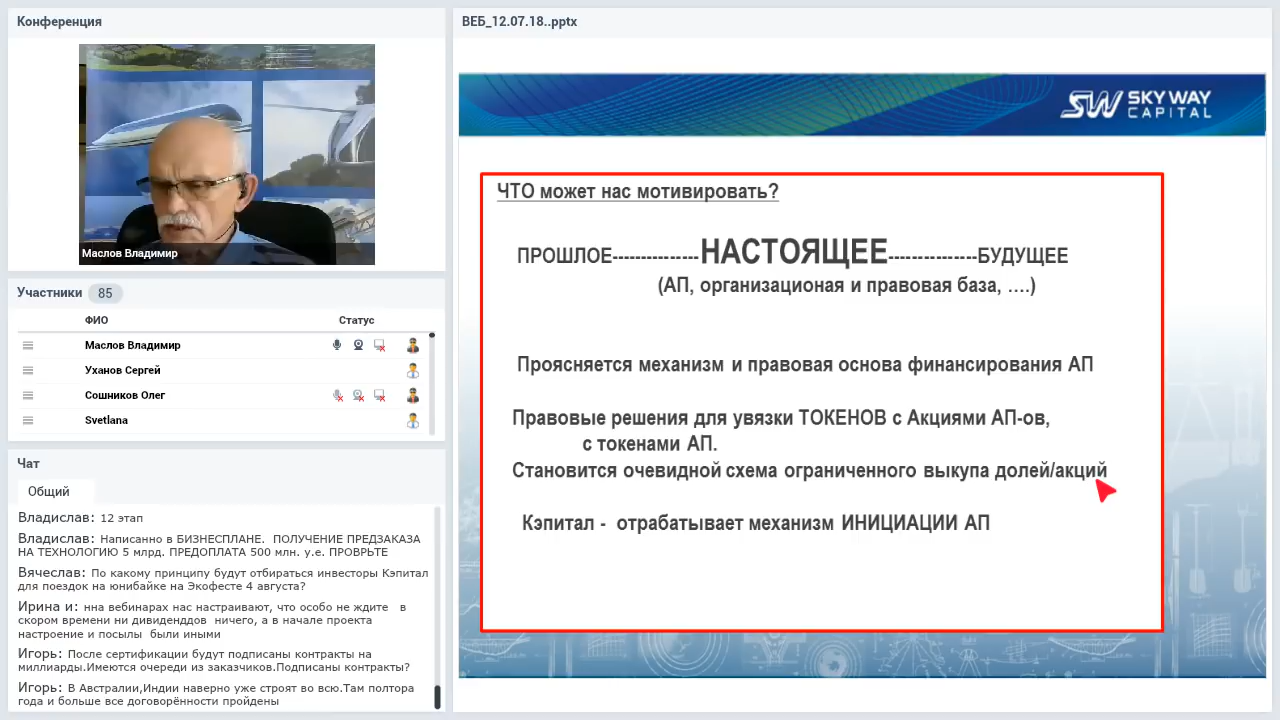 Конференция
Маслов Владимир
Участники 85
ФИО Статус
Маслов Владимир
Уханов Сергей
Сошников Олег
Svetlana
Чат
Общий
Владислав: 12 этап
Владислав: Написанно в БИЗНЕСПЛАНЕ. ПОЛУЧЕНИЕ ПРЕДЗАКАЗА
НА ТЕХНОЛОГИЮ 5 млрд. ПРЕДОПЛАТА 500 млн. у.е. ПРОВРЬТЕ
Вячеслав: По какому принципу будут отбираться инвесторы Кэпитал
для поездок на юнибайке на Экофесте 4 августа?
Ирина и: нна вебинарах нас настраивают, что особо не ждите в
скором времени ни дивиденддов ничего, а в начале проекта
настроение и посылы были иными
Игорь: После сертификации будут подписаны контракты на
миллиарды.Имеются очереди из заказчиков.Подписаны контракты?
Игорь: В Австралии,Индии наверно уже строят во всю.Там полтора
года и больше все договорённости пройдены
ВЕБ_12.07.18..pptx
SW SKY WAY
CAPITAL
ЧТО может нас мотивировать?
ПРОШЛОЕ---------------НАСТОЯЩЕЕ---------------БУДУЩЕЕ
(АП, организационая и правовая база, ….)
Проясняется механизм и правовая основа финансирования АП
Правовые решения для увязки ТОКЕНОВ с Акциями АП-ов,
с токенами АП.
Становится очевидной схема ограниченного выкупа долей/акций
Кэпитал - отрабатывает механизм ИНИЦИАЦИИ АП